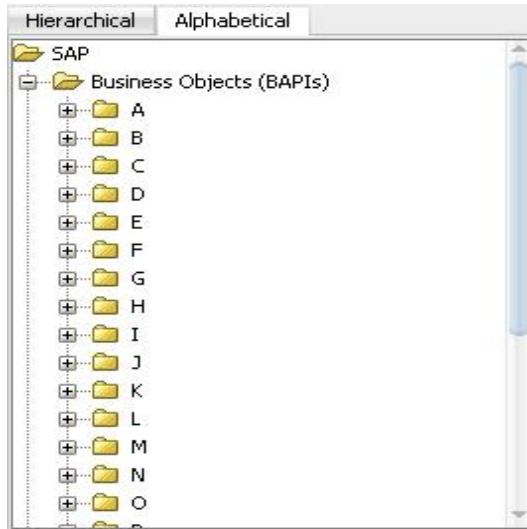 Hierarchical Alphabetical
SAP
Business Objects (BAPIs)
A
B
C
D
E
F
G
H
I
J
K
L
M
N
O